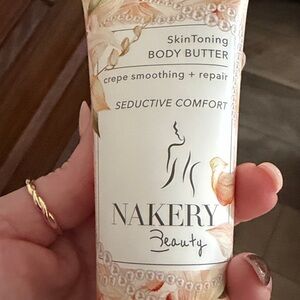 SkinToning
BODY BUTTER
crepe smoothing + repair
SEDUCTIVE COMFORT
NAKERY
Beauty